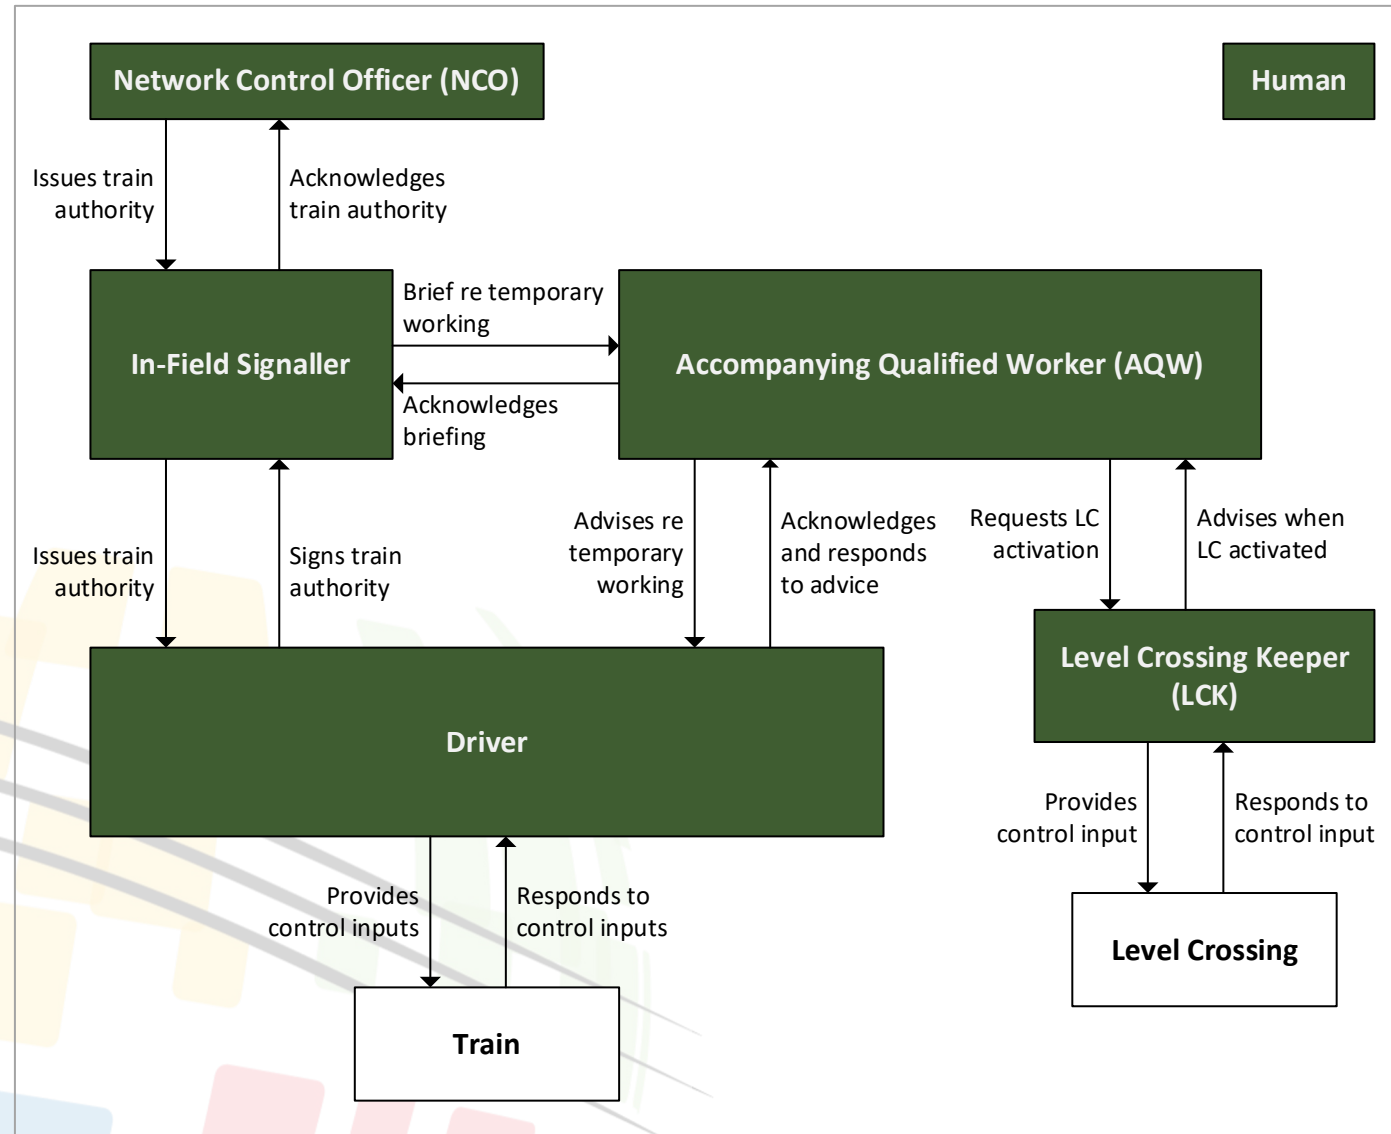 Network Control Officer (NCO)
Human
Issues train
authority
Acknowledges
train authority
In-Field Signaller
Brief re temporary
working
Acknowledges
briefing
Accompanying Qualified Worker (AQW)
Issues train
authority
Signs train
authority
Advises re
temporary
working
Acknowledges
and responds
to advice
Requests LC
activation
Advises when
LC activated
Driver
Level Crossing Keeper
(LCK)
Provides
control inputs
Responds to
control inputs
Provides
control input
Responds to
control input
Train
Level Crossing